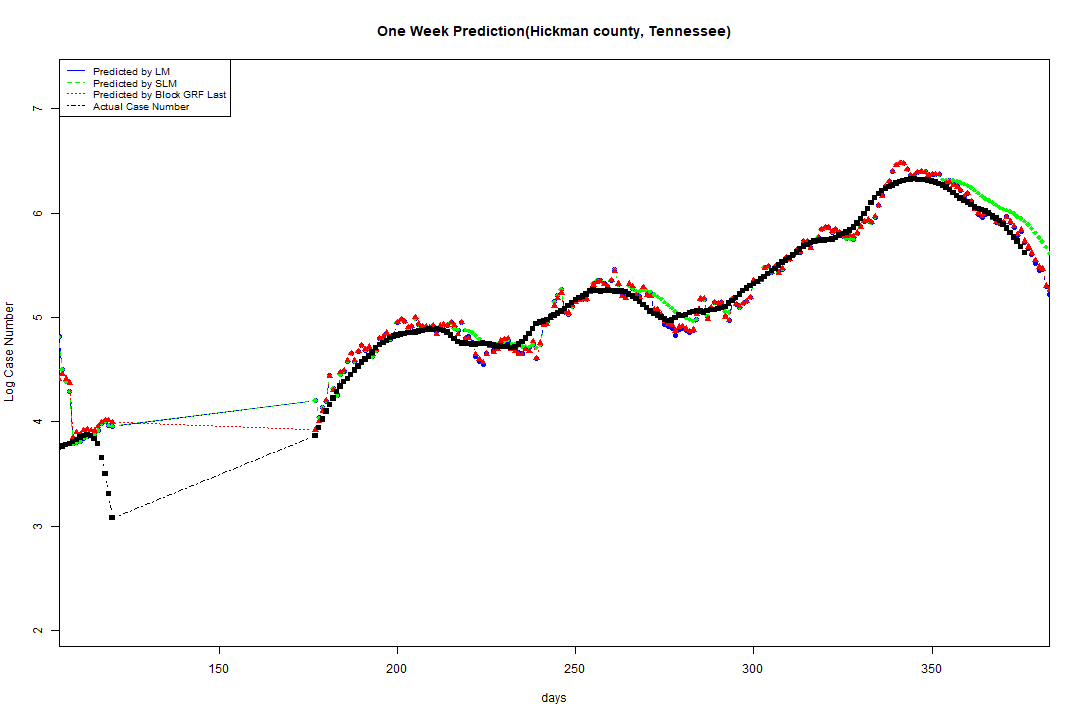 One Week Prediction(Hickman county, Tennessee)
Predicted by LM
Predicted by SLM
Predicted by Block GRF Last
Actual Case Number
7
6
5
4
3
2
Log Case Number
150 200 250 300 350
days